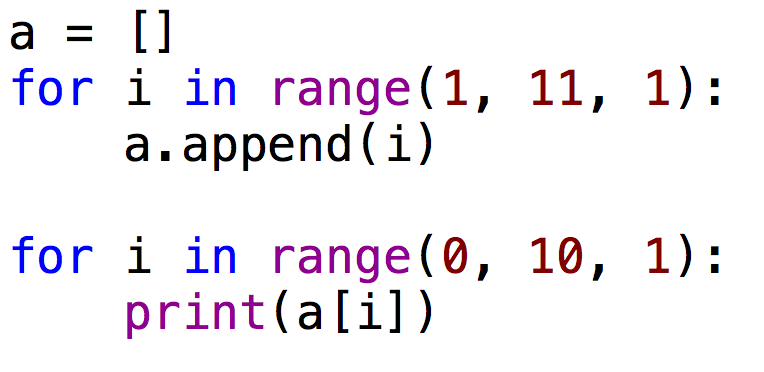 a = []
for i in range(1, 11, 1):
    a.append(i)

for i in range(0, 10, 1):
    print(a[i])